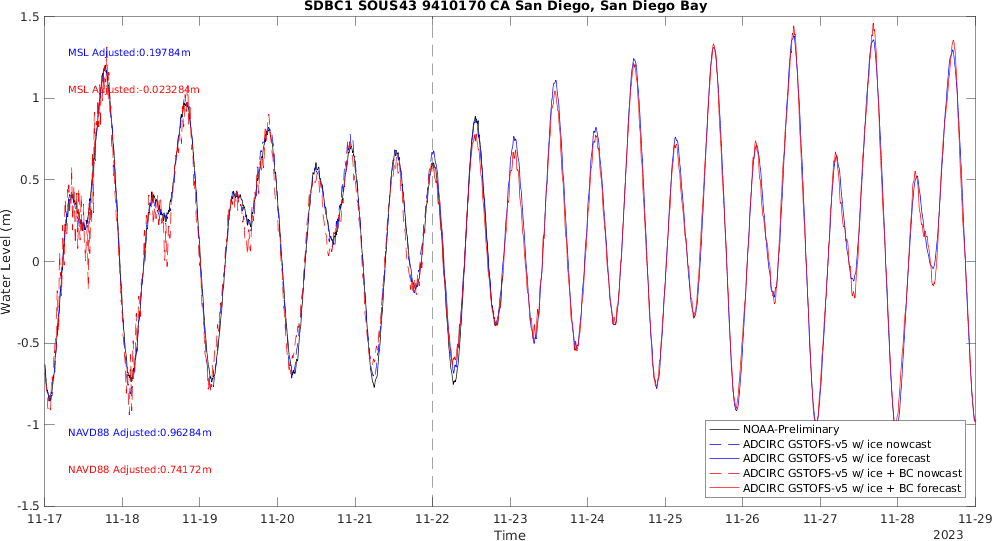 SDBC1 SOUS43 9410170 CA San Diego, San Diego Bay
1.5
1
0.5
0
-0.5
-1
-1.5
Water Level (m)
MSL Adjusted:0.19784m
MSL Adjusted:-0.023284m
NAVD88 Adjusted:0.96284m
NAVD88 Adjusted:0.74172m
NOAA-Preliminary
ADCIRC GSTOFS-v5 w/ ice nowcast
ADCIRC GSTOFS-v5 w/ ice forecast
ADCIRC GSTOFS-v5 w/ ice + BC nowcast
ADCIRC GSTOFS-v5 w/ ice + BC forecast
11-17 11-18 11-19 11-20 11-21 11-22 11-23 11-24 11-25 11-26 11-27 11-28 11-29
Time
2023